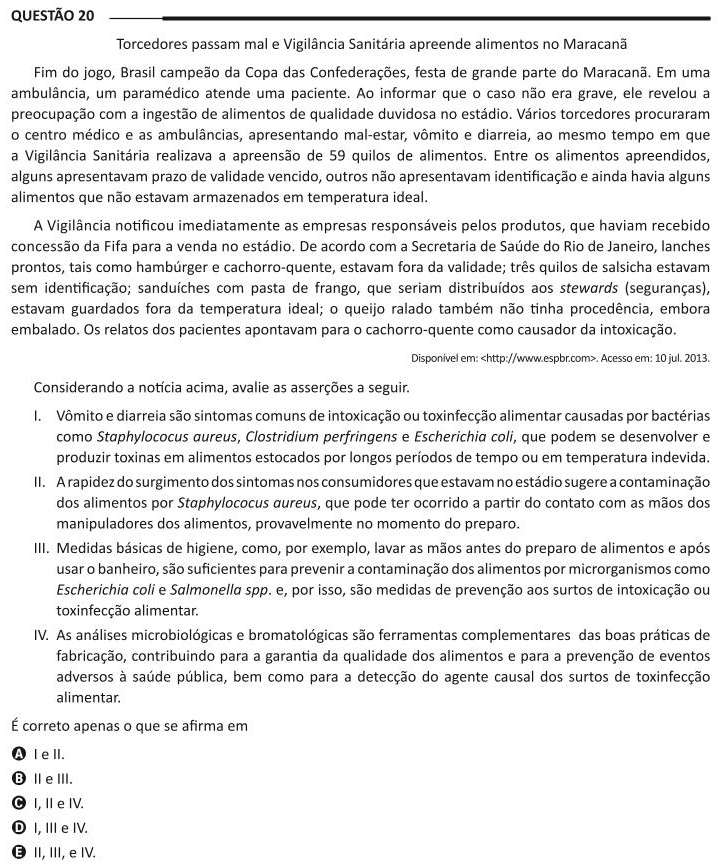 QUESTÃO 20
Torcedores passam mal e Vigilância Sanitária apreende alimentos no Maracanã
Fim do jogo, Brasil campeão da Copa das Confederações, festa de grande parte do Maracanã. Em uma
ambulância, um paramédico atende uma paciente. Ao informar que o caso não era grave, ele revelou a
preocupação com a ingestão de alimentos de qualidade duvidosa no estádio. Vários torcedores procuraram
o centro médico e as ambulâncias, apresentando mal-estar, vômito e diarreia, ao mesmo tempo em que
a Vigilância Sanitária realizava a apreensão de 59 quilos de alimentos. Entre os alimentos apreendidos,
alguns apresentavam prazo de validade vencido, outros não apresentavam identificação e ainda havia alguns
alimentos que não estavam armazenados em temperatura ideal.
A Vigilância notificou imediatamente as empresas responsáveis pelos produtos, que haviam recebido
concessão da Fifa para a venda no estádio. De acordo com a Secretaria de Saúde do Rio de Janeiro, lanches
prontos, tais como hambúrger e cachorro-quente, estavam fora da validade; três quilos de salsicha estavam
sem identificação; sanduíches com pasta de frango, que seriam distribuídos aos stewards (seguranças),
estavam guardados fora da temperatura ideal; o queijo ralado também não tinha procedência, embora
embalado. Os relatos dos pacientes apontavam para o cachorro-quente como causador da intoxicação.
Disponível em: <http://www.espbr.com>. Acesso em: 10 jul. 2013.
Considerando a notícia acima, avalie as asserções a seguir.
I. Vômito e diarreia são sintomas comuns de intoxicação ou toxinfecção alimentar causadas por bactérias
como Staphylococus aureus, Clostridium perfringens e Escherichia coli, que podem se desenvolver e
produzir toxinas em alimentos estocados por longos períodos de tempo ou em temperatura indevida.
II. A rapidez do surgimento dos sintomas nos consumidores que estavam no estádio sugere a contaminação
dos alimentos por Staphylococus aureus, que pode ter ocorrido a partir do contato com as mãos dos
manipuladores dos alimentos, provavelmente no momento do preparo.
III. Medidas básicas de higiene, como, por exemplo, lavar as mãos antes do preparo de alimentos e após
usar o banheiro, são suficientes para prevenir a contaminação dos alimentos por microrganismos como
Escherichia coli e Salmonella spp. e, por isso, são medidas de prevenção aos surtos de intoxicação ou
toxinfecção alimentar.
IV. As análises microbiológicas e bromatológicas são ferramentas complementares das boas práticas de
fabricação, contribuindo para a garantia da qualidade dos alimentos e para a prevenção de eventos
adversos à saúde pública, bem como para a detecção do agente causal dos surtos de toxinfecção
alimentar.
É correto apenas o que se afirma em
A I e II.
B II e III.
C I, II e IV.
D I, III e IV.
E II, III, e IV.